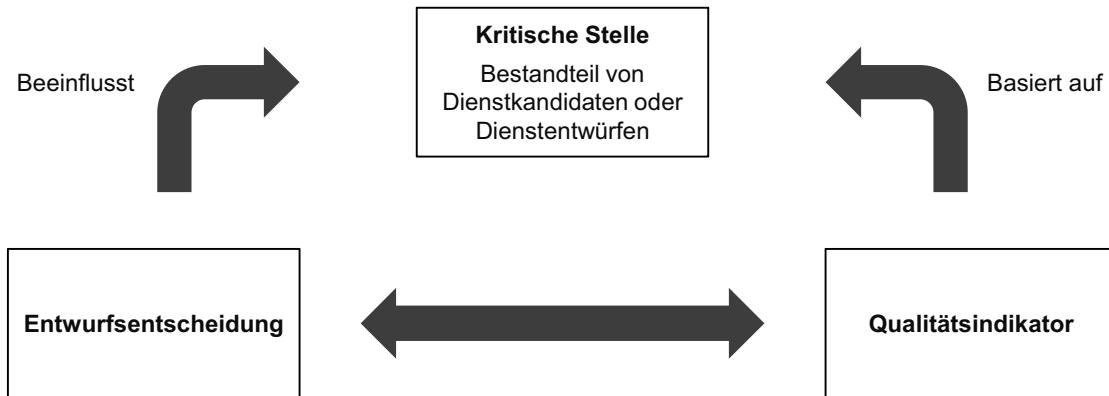 Kritische Stelle
Bestandteil von
Dienstkandidaten oder
Dienstentwürfen
Beeinflusst
Basiert auf
Entwurfsentscheidung
Qualitätsindikator